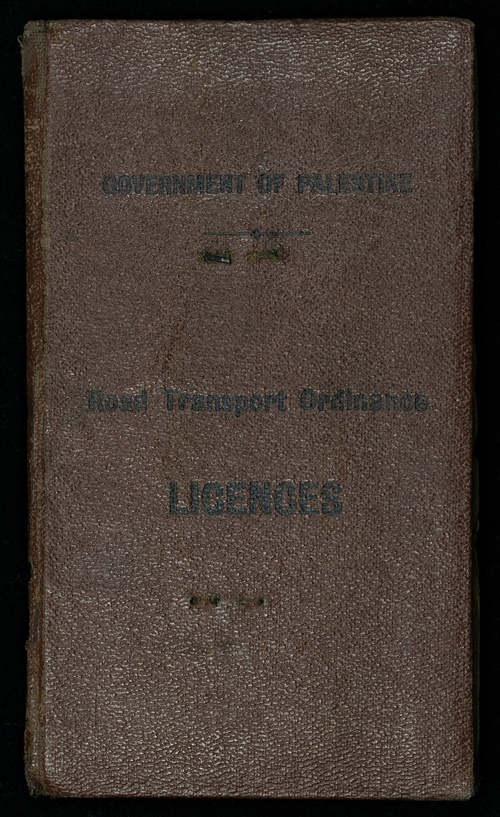 GOVERNMENT OF PALESTINE
Road Transport Ordinance
LICENCES